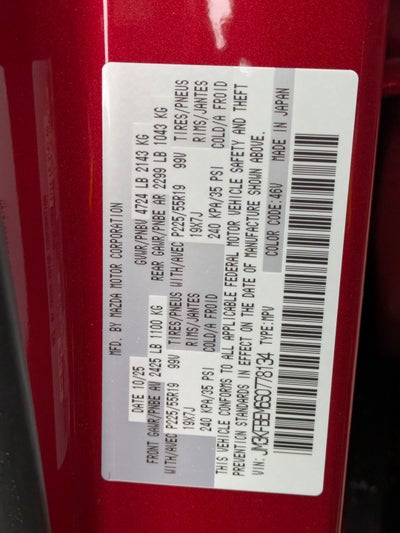 MFD. BY MAZDA MOTOR CORPORATION
DATE 10/25 GVWR/PNBV 4724 LB 2143 KG
FRONT GAWR/PNBE AV 2425 LB 1100 KG REAR GAWR/PNBE AR 2299 LB 1043 KG
WITH/AVEC P225/55R19 99V TIRES/PNEUS WITH/AVEC P225/55R19 99V TIRES/PNEUS
19X7J RIMS/JANTES 19X7J RIMS/JANTES
240 KPA/35 PSI COLD/A FROID 240 KPA/35 PSI COLD/A FROID
THIS VEHICLE CONFORMS TO ALL APPLICABLE FEDERAL MOTOR VEHICLE SAFETY AND THEFT
PREVENTION STANDARDS IN EFFECT ON THE DATE OF MANUFACTURE SHOWN ABOVE.
VIN: JM3KFBEM6S0778134 TYPE:MPV COLOR CODE:46V MADE IN JAPAN